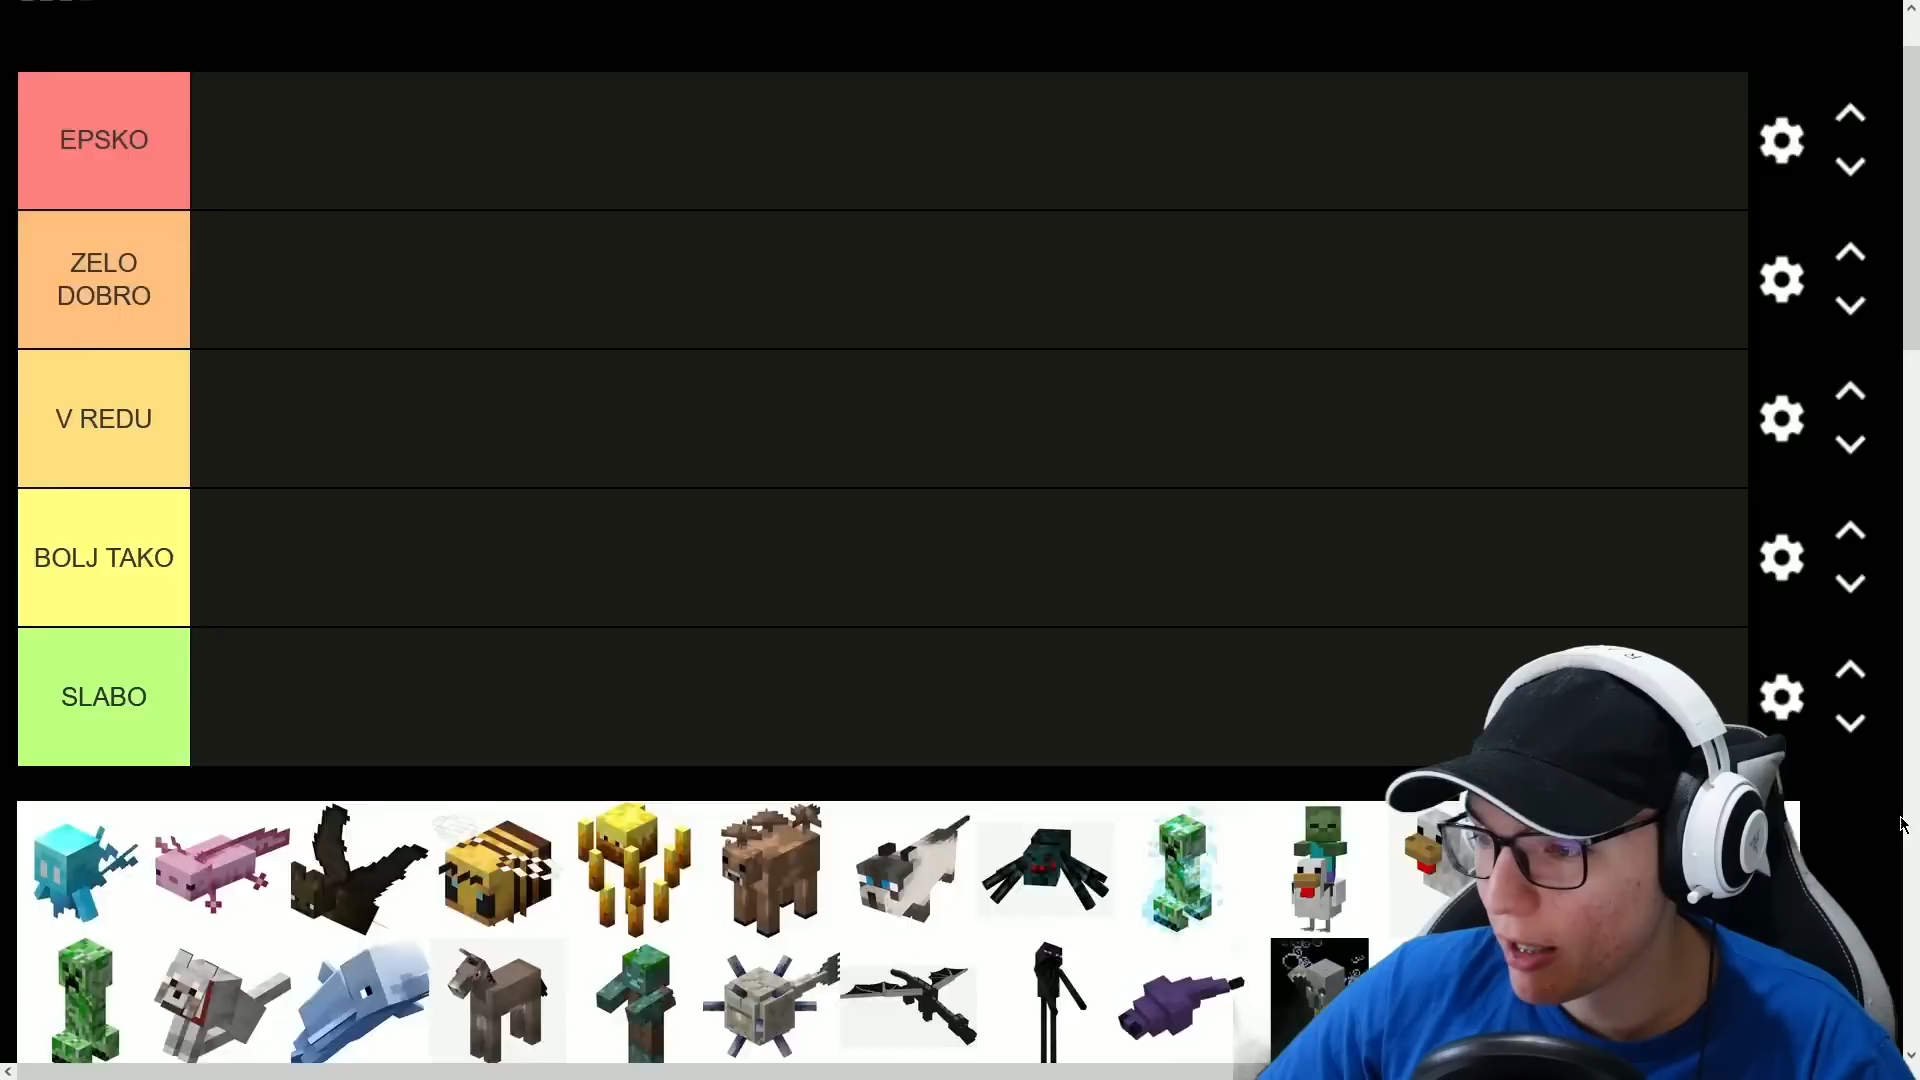 EPSKO
ZELO
DOBRO
V REDU
BOLJ TAKO
SLABO